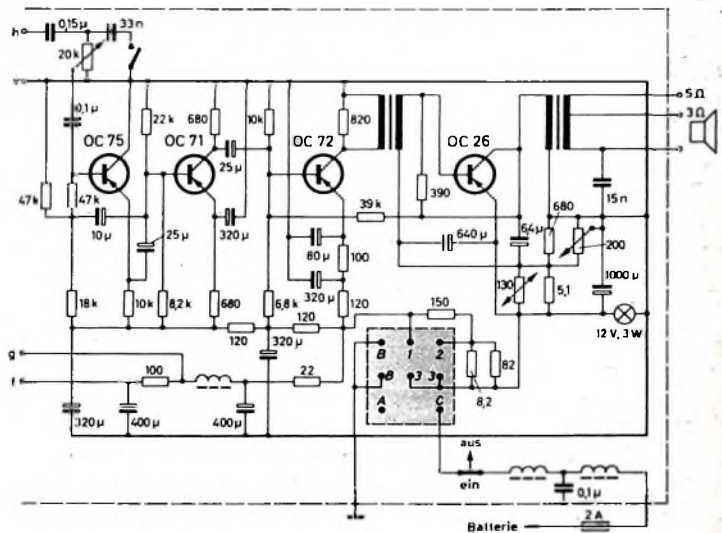 0,15µ 33n
h
20k
5Ω
0,1µ 22k 680 10k 820
3Ω
OC 75 OC 71 OC 72 OC 26
25µ
390
15n
47k 47k 39k 680
10µ 25µ 320µ 640µ 64µ 200
80µ 100
1000µ
320µ 130
18k 10k 8,2k 680 6,8k 120 150 5,1
120
120 320µ 12V, 3W
B 1 2
g 82
100 22 B 3 3
f 8,2
A C
320µ 400µ 400µ
aus
ein
0,1µ
2A
Batterie